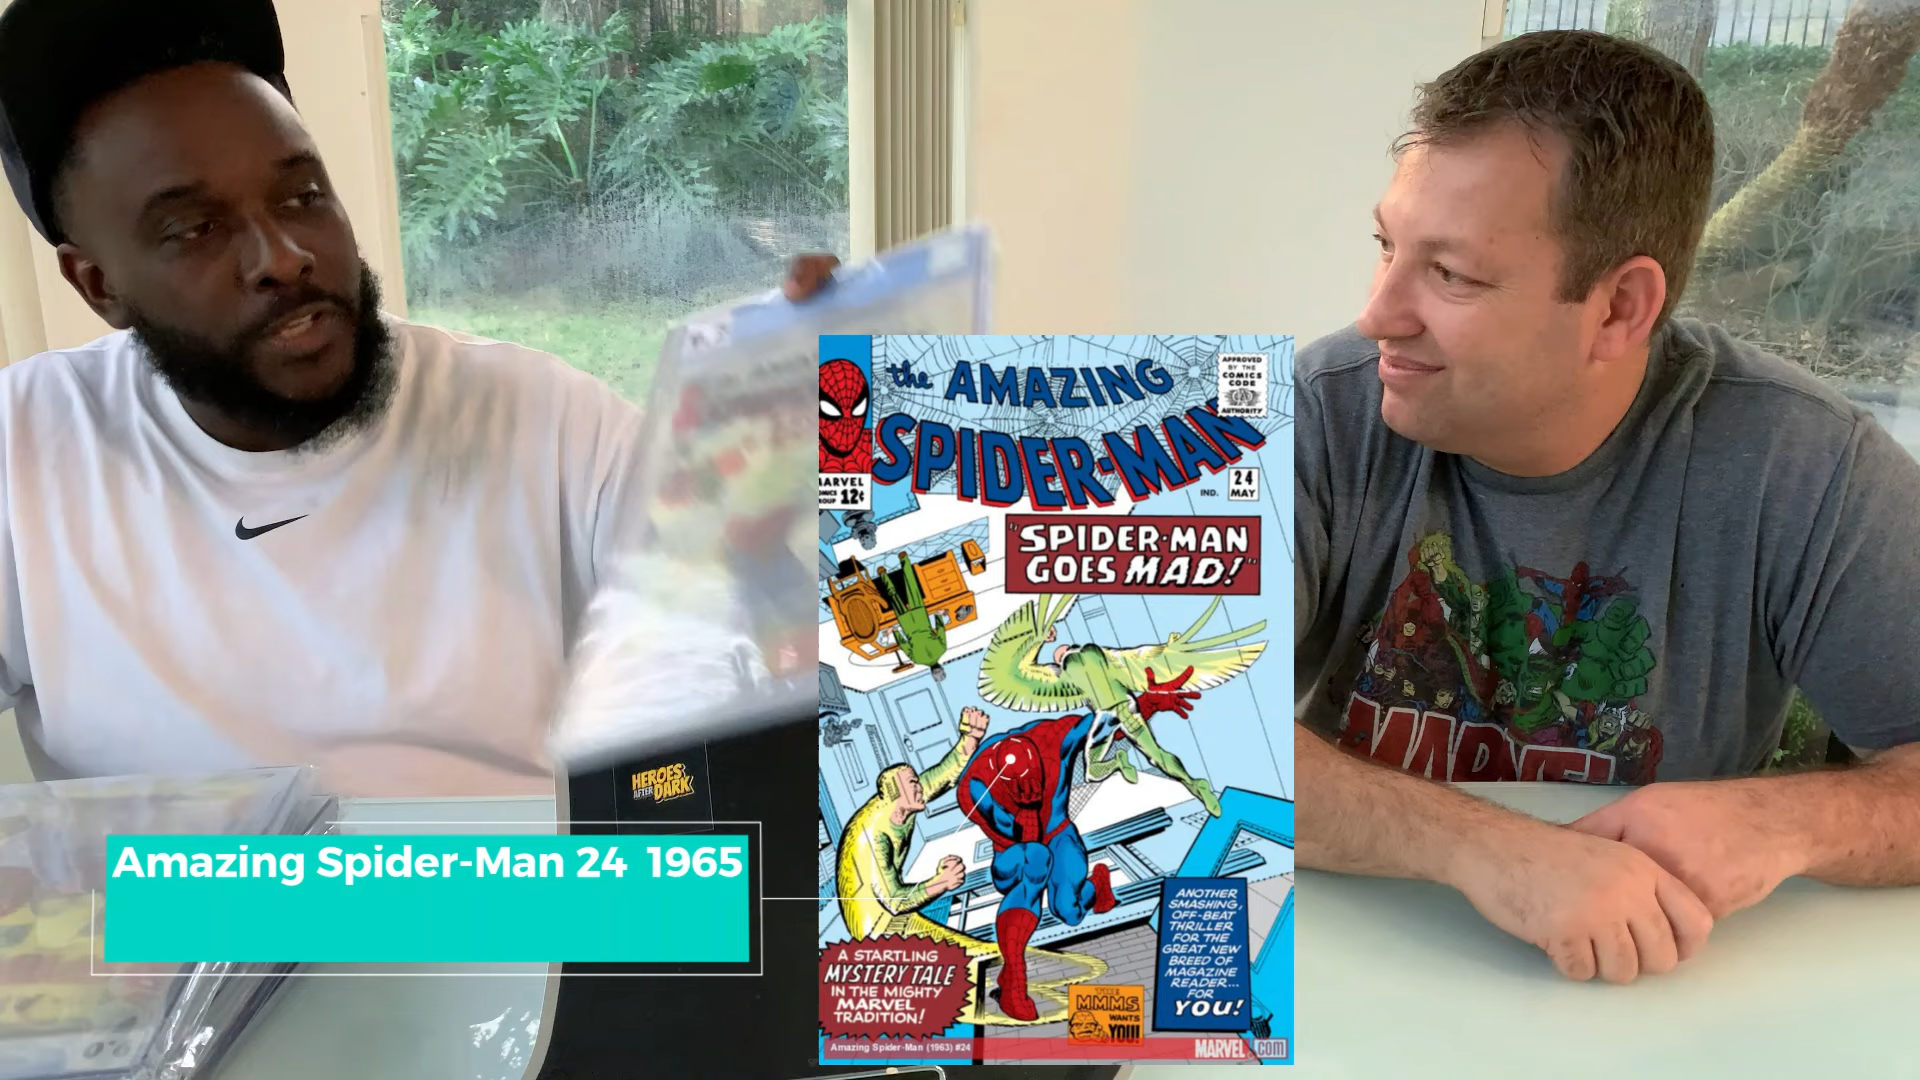 the AMAZING
SPIDER-MAN
APPROVED
BY THE
COMICS
CODE
AUTHORITY
MARVEL
COMICS
GROUP 12¢
IND.
24
MAY
"SPIDER-MAN
GOES MAD!"
HEROES
AFTER DARK
Amazing Spider-Man 24 1965
ANOTHER
SMASHING,
OFF-BEAT
THRILLER
FOR THE
GREAT NEW
BREED OF
MAGAZINE
READER...
FOR
YOU!
A STARTLING
MYSTERY TALE
IN THE MIGHTY
MARVEL
TRADITION!
THE
MMMS
WANTS
YOU!
Amazing Spider-Man (1963) #24
MARVEL.com
MARVEL